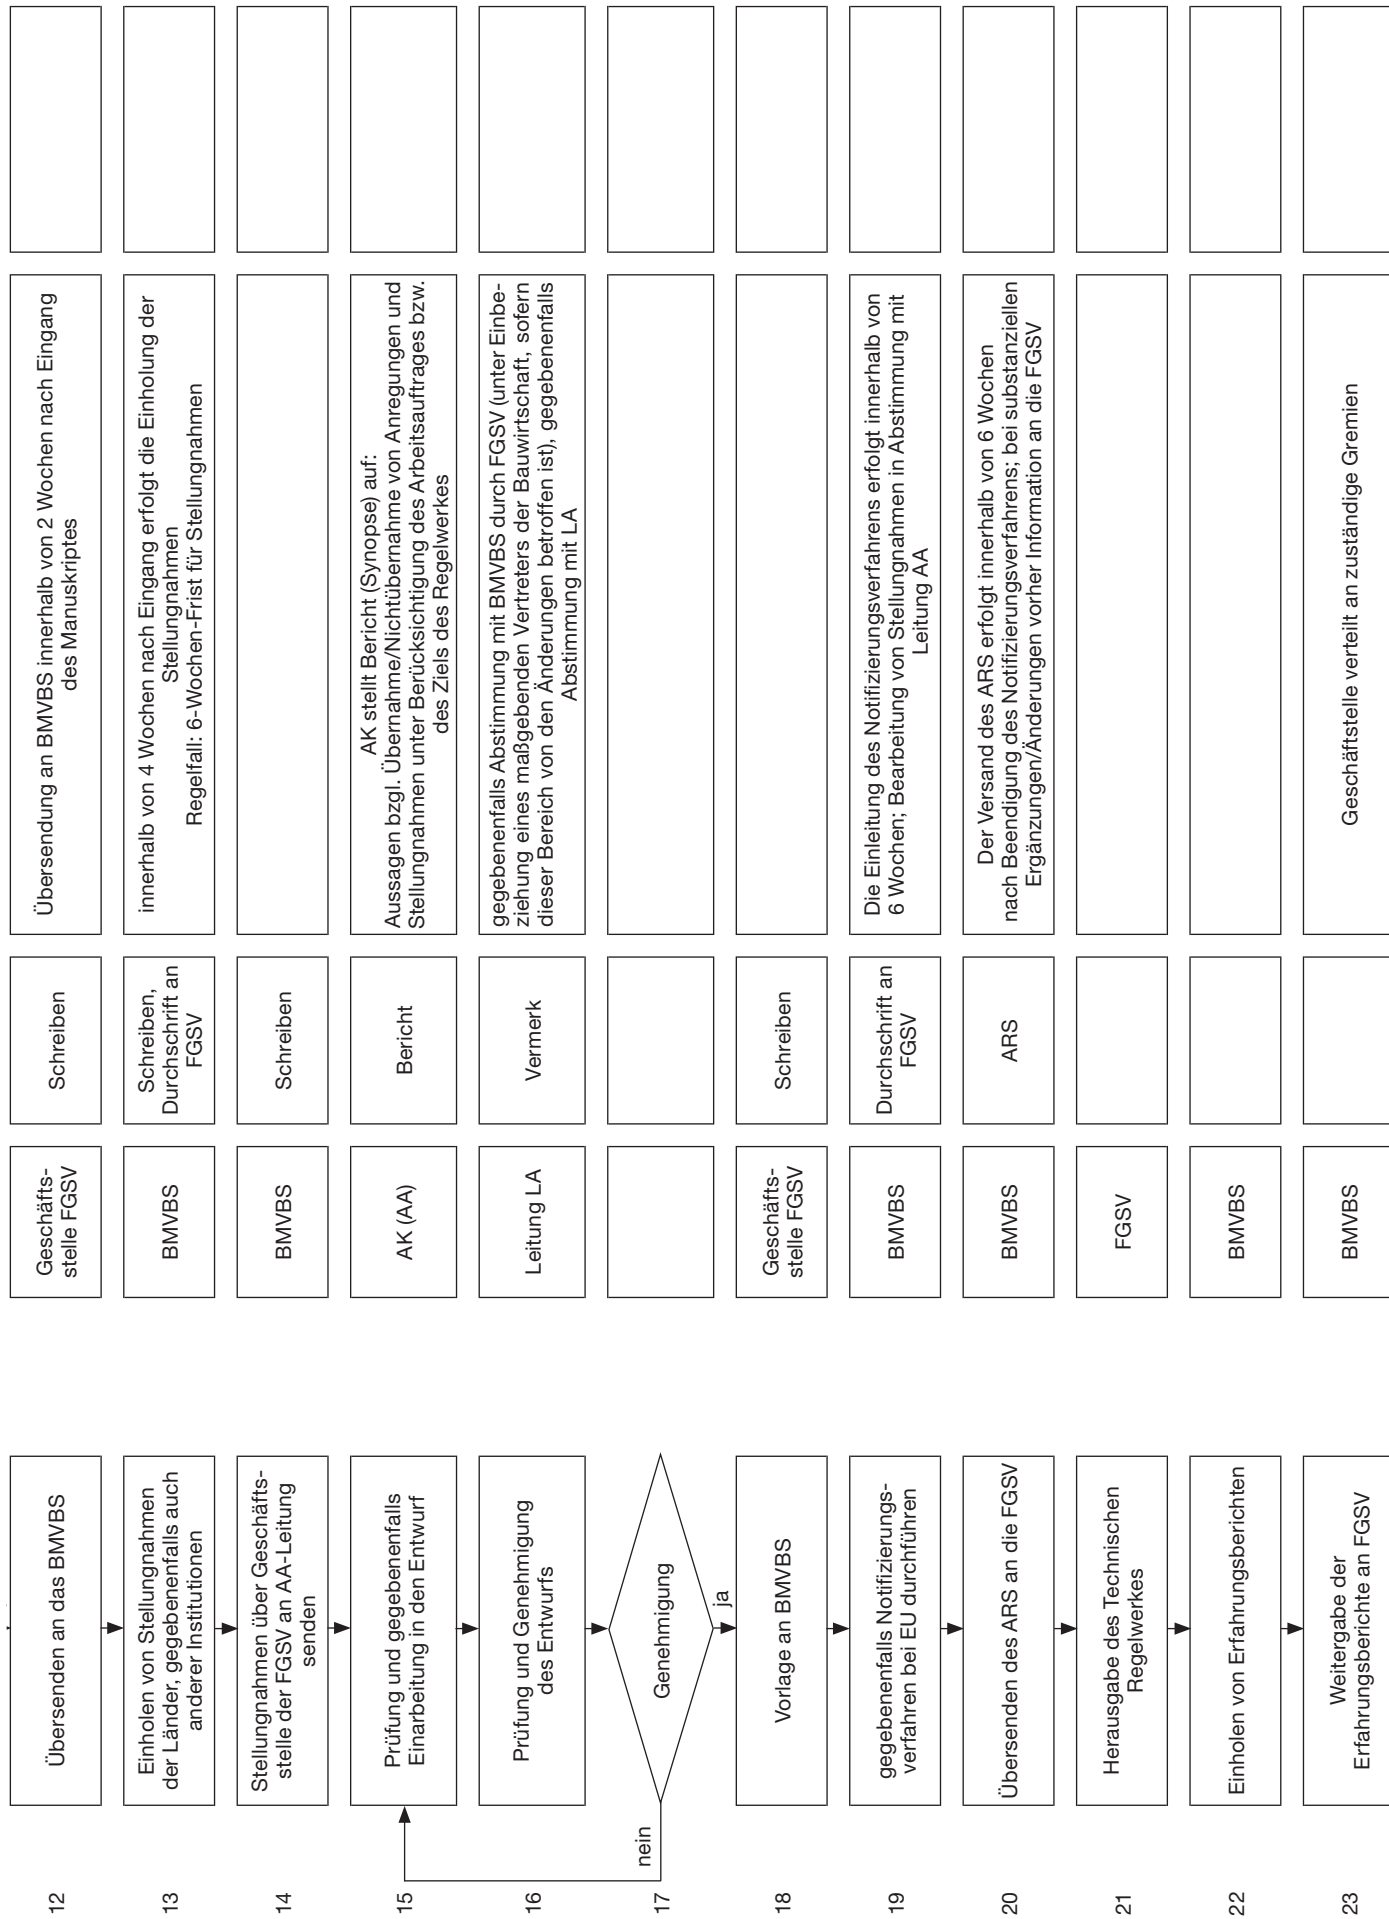 12
Übersenden an das BMVBS
Geschäfts-
stelle FGSV
Schreiben
Übersendung an BMVBS innerhalb von 2 Wochen nach Eingang
des Manuskriptes
13
Einholen von Stellungnahmen
der Länder, gegebenenfalls auch
anderer Institutionen
BMVBS
Schreiben,
Durchschrift an
FGSV
innerhalb von 4 Wochen nach Eingang erfolgt die Einholung der
Stellungnahmen
Regelfall: 6-Wochen-Frist für Stellungnahmen
14
Stellungnahmen über Geschäfts-
stelle der FGSV an AA-Leitung
senden
BMVBS
Schreiben
15
Prüfung und gegebenenfalls
Einarbeitung in den Entwurf
AK (AA)
Bericht
AK stellt Bericht (Synopse) auf:
Aussagen bzgl. Übernahme/Nichtübernahme von Anregungen und
Stellungnahmen unter Berücksichtigung des Arbeitsauftrages bzw.
des Ziels des Regelwerkes
16
Prüfung und Genehmigung
des Entwurfs
Leitung LA
Vermerk
gegebenenfalls Abstimmung mit BMVBS durch FGSV (unter Einbe-
ziehung eines maßgebenden Vertreters der Bauwirtschaft, sofern
dieser Bereich von den Änderungen betroffen ist), gegebenenfalls
Abstimmung mit LA
17
nein
Genehmigung
ja
18
Vorlage an BMVBS
Geschäfts-
stelle FGSV
Schreiben
19
gegebenenfalls Notifizierungs-
verfahren bei EU durchführen
BMVBS
Durchschrift an
FGSV
Die Einleitung des Notifizierungsverfahrens erfolgt innerhalb von
6 Wochen; Bearbeitung von Stellungnahmen in Abstimmung mit
Leitung AA
20
Übersenden des ARS an die FGSV
BMVBS
ARS
Der Versand des ARS erfolgt innerhalb von 6 Wochen
nach Beendigung des Notifizierungsverfahrens; bei substanziellen
Ergänzungen/Änderungen vorher Information an die FGSV
21
Herausgabe des Technischen
Regelwerkes
FGSV
22
Einholen von Erfahrungsberichten
BMVBS
23
Weitergabe der
Erfahrungsberichte an FGSV
BMVBS
Geschäftstelle verteilt an zuständige Gremien